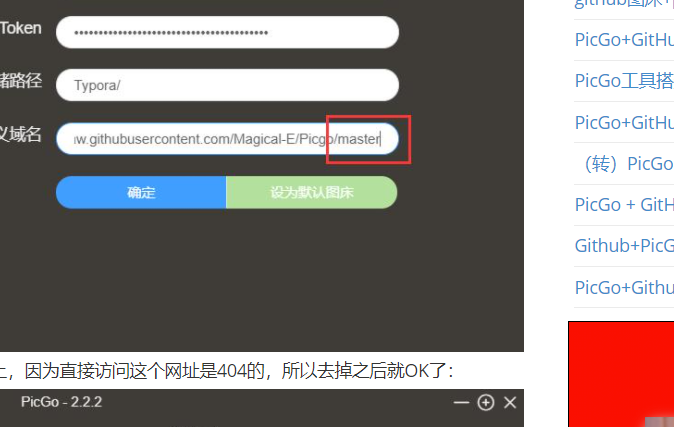 Token
储路径
Typora/
义域名
w.githubusercontent.com/Magical-E/Picgo/master
确定
设为默认图床
上，因为直接访问这个网址是404的，所以去掉之后就OK了：
PicGo - 2.2.2
github图床+
PicGo+GitHu
PicGo工具搭
PicGo+GitHu
（转）PicGo
PicGo + GitH
Github+PicG
PicGo+Githu